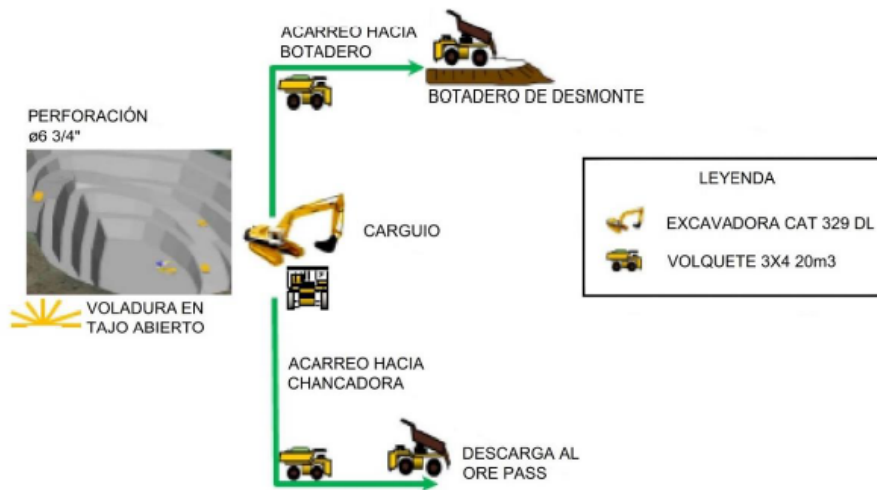 ACARREO HACIA
BOTADERO
BOTADERO DE DESMONTE
PERFORACIÓN
ø6 3/4"
LEYENDA
EXCAVADORA CAT 329 DL
VOLQUETE 3X4 20m3
CARGUIO
VOLADURA EN
TAJO ABIERTO
ACARREO HACIA
CHANCADORA
DESCARGA AL
ORE PASS